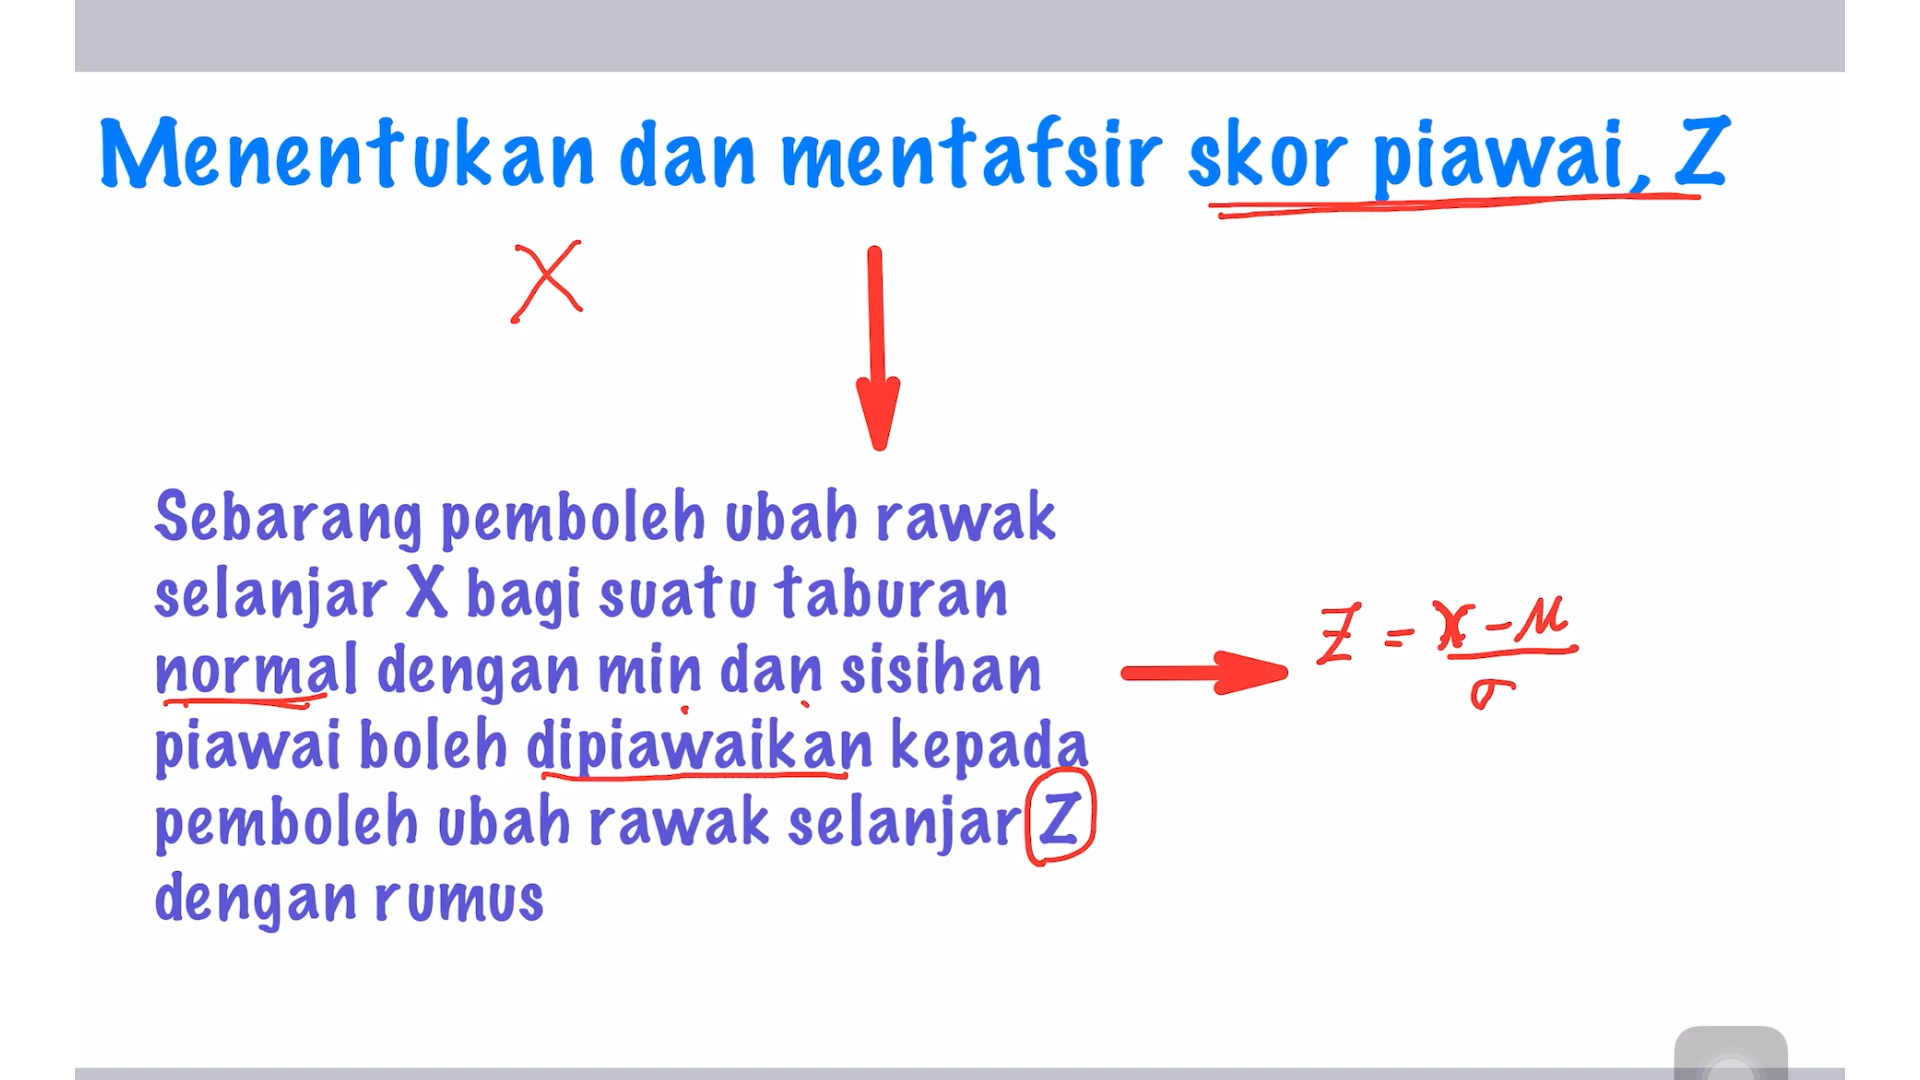 Menentukan dan mentafsir skor piawai, Z
X
Sebarang pemboleh ubah rawak
selanjar X bagi suatu taburan
normal dengan min dan sisihan
piawai boleh dipiawaikan kepada
pemboleh ubah rawak selanjar Z
dengan rumus
Z = x - μ
σ